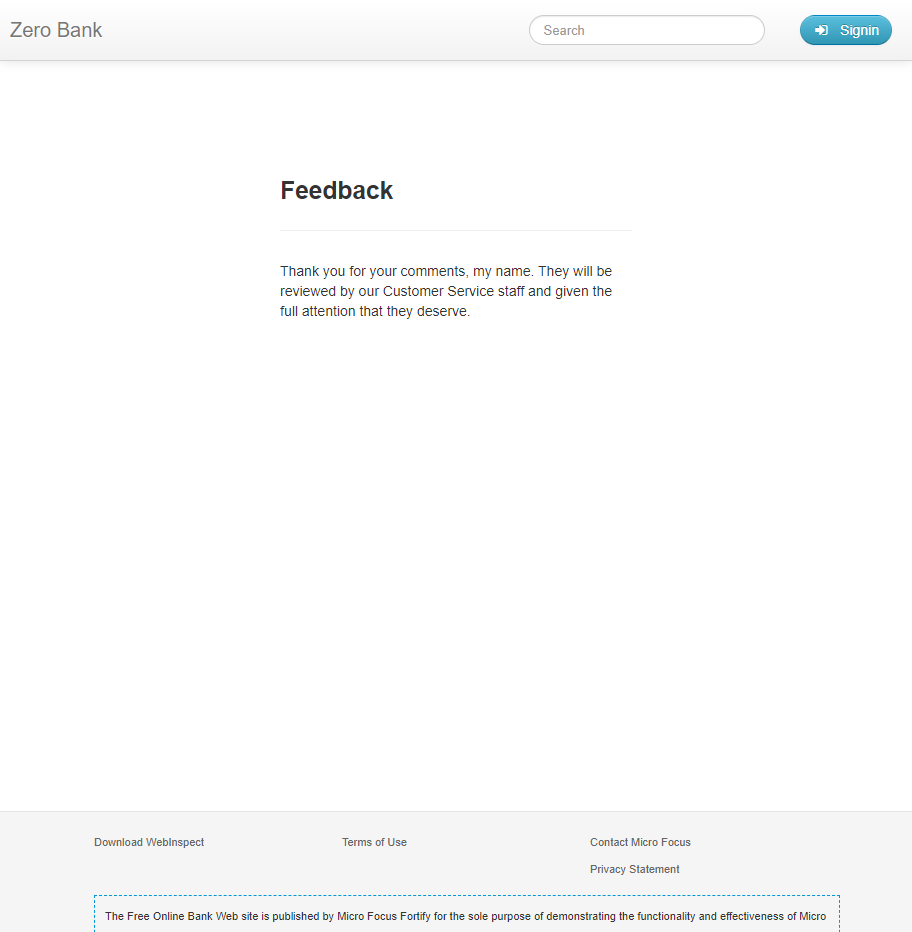 Zero Bank
Search
Signin
Feedback
Thank you for your comments, my name. They will be
reviewed by our Customer Service staff and given the
full attention that they deserve.
Download WebInspect
Terms of Use
Contact Micro Focus
Privacy Statement
The Free Online Bank Web site is published by Micro Focus Fortify for the sole purpose of demonstrating the functionality and effectiveness of Micro